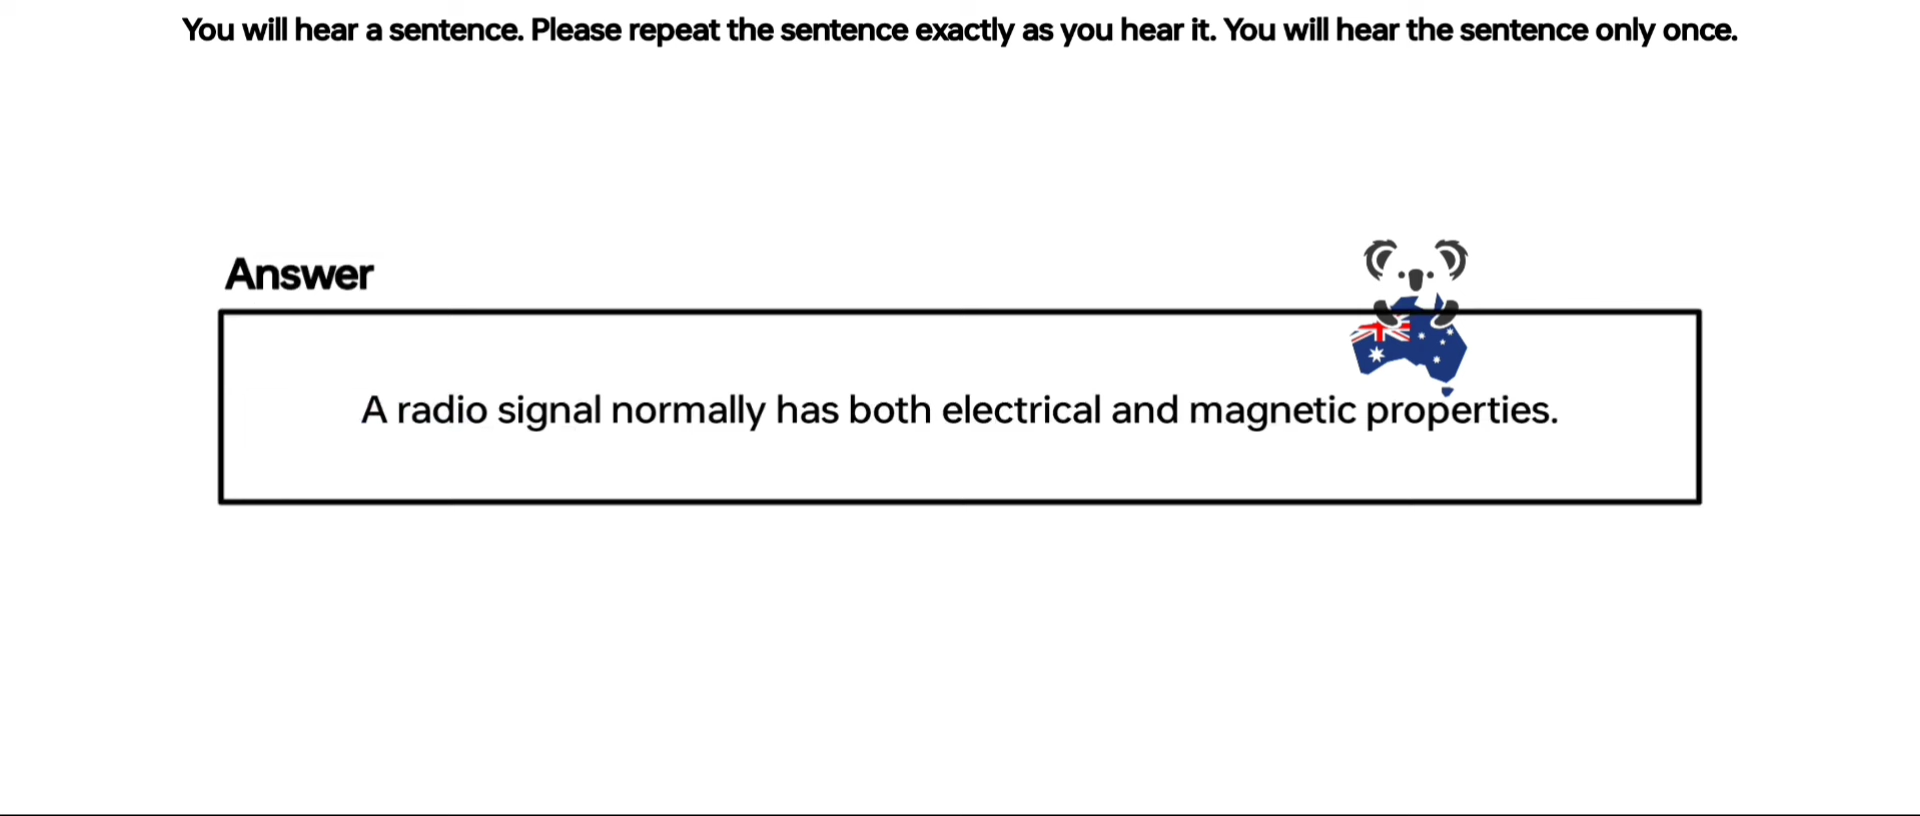 You will hear a sentence. Please repeat the sentence exactly as you hear it. You will hear the sentence only once.
Answer
A radio signal normally has both electrical and magnetic properties.